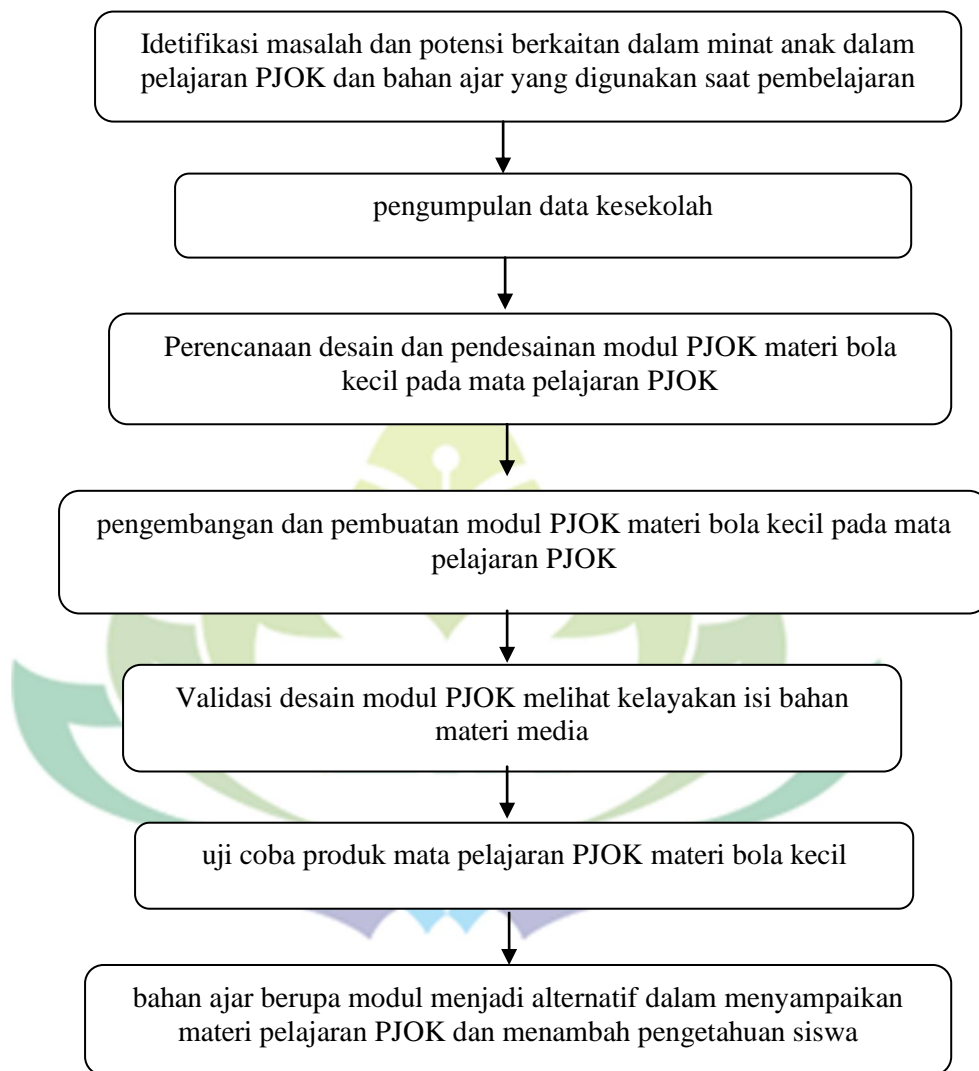 Idetifikasi masalah dan potensi berkaitan dalam minat anak dalam
pelajaran PJOK dan bahan ajar yang digunakan saat pembelajaran
pengumpulan data kesekolah
Perencanaan desain dan pendesainan modul PJOK materi bola
kecil pada mata pelajaran PJOK
pengembangan dan pembuatan modul PJOK materi bola kecil pada mata
pelajaran PJOK
Validasi desain modul PJOK melihat kelayakan isi bahan
materi media
uji coba produk mata pelajaran PJOK materi bola kecil
bahan ajar berupa modul menjadi alternatif dalam menyampaikan
materi pelajaran PJOK dan menambah pengetahuan siswa